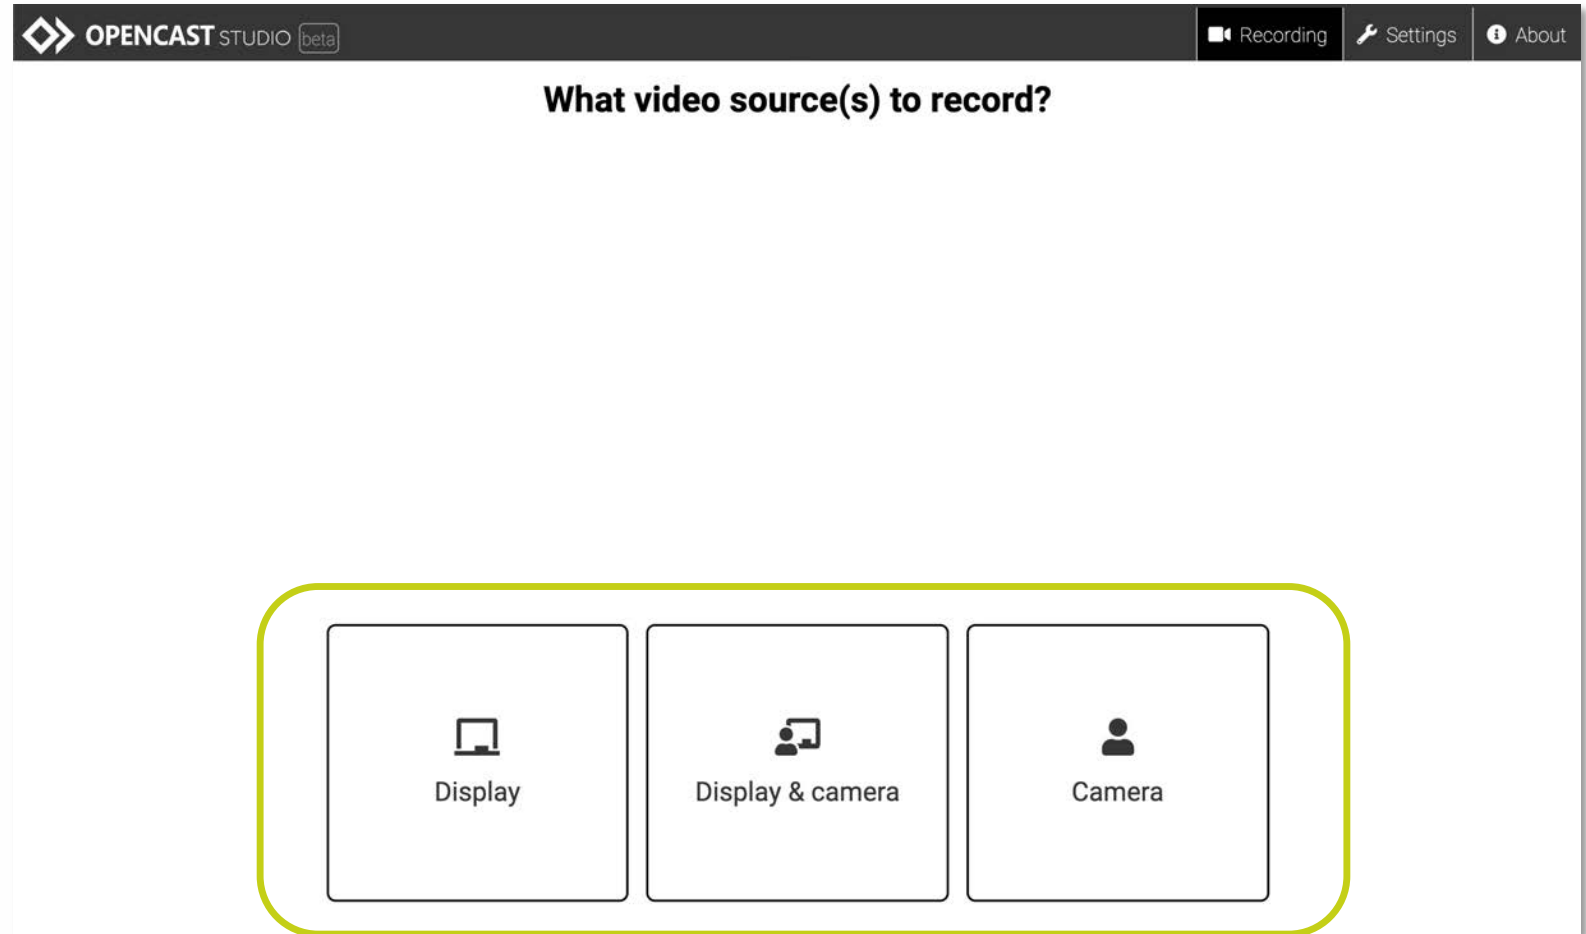 OPENCAST STUDIO beta
Recording
Settings
About
What video source(s) to record?
Display
Display & camera
Camera